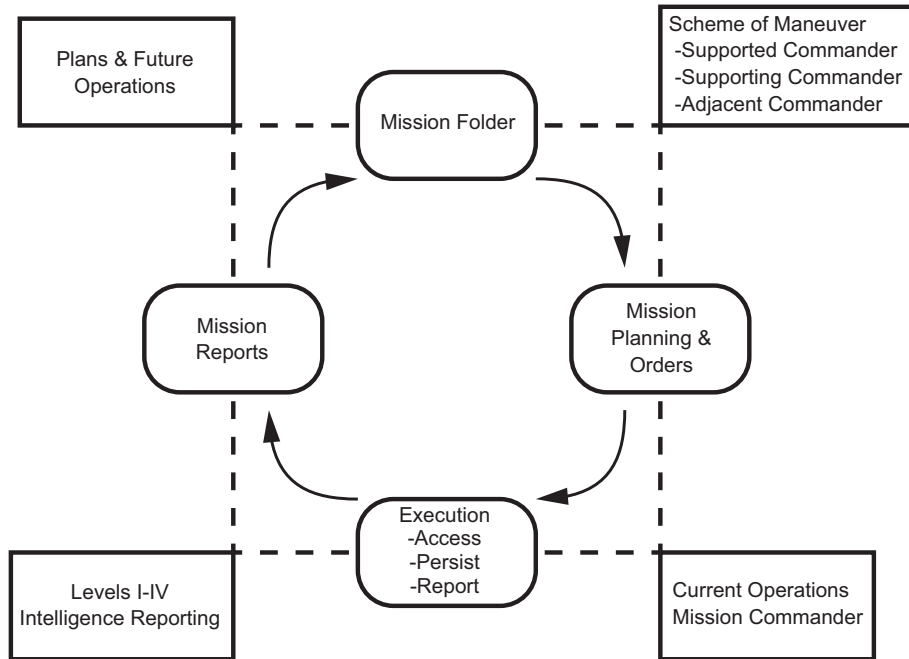 Plans & Future
Operations
Scheme of Maneuver
-Supported Commander
-Supporting Commander
-Adjacent Commander
Mission Folder
Mission
Reports
Mission
Planning &
Orders
Execution
-Access
-Persist
-Report
Levels I-IV
Intelligence Reporting
Current Operations
Mission Commander